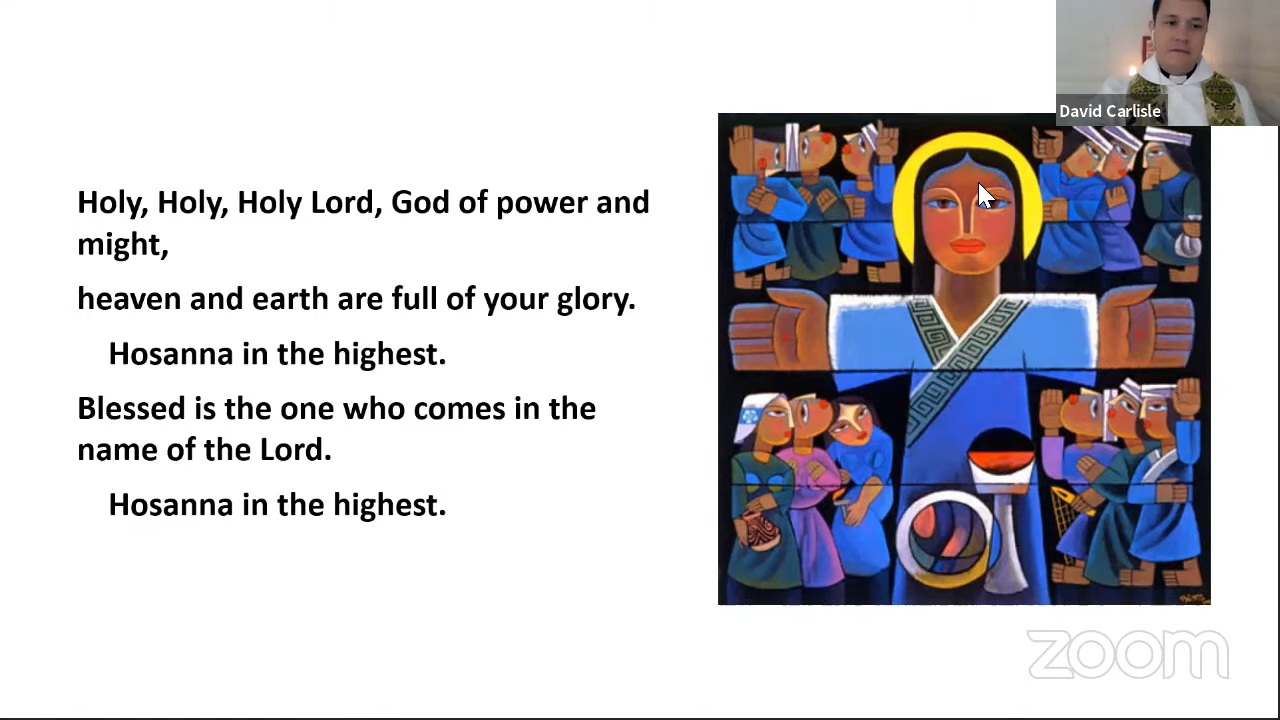 David Carlisle
Holy, Holy, Holy Lord, God of power and
might,
heaven and earth are full of your glory.
Hosanna in the highest.
Blessed is the one who comes in the
name of the Lord.
Hosanna in the highest.
zoom